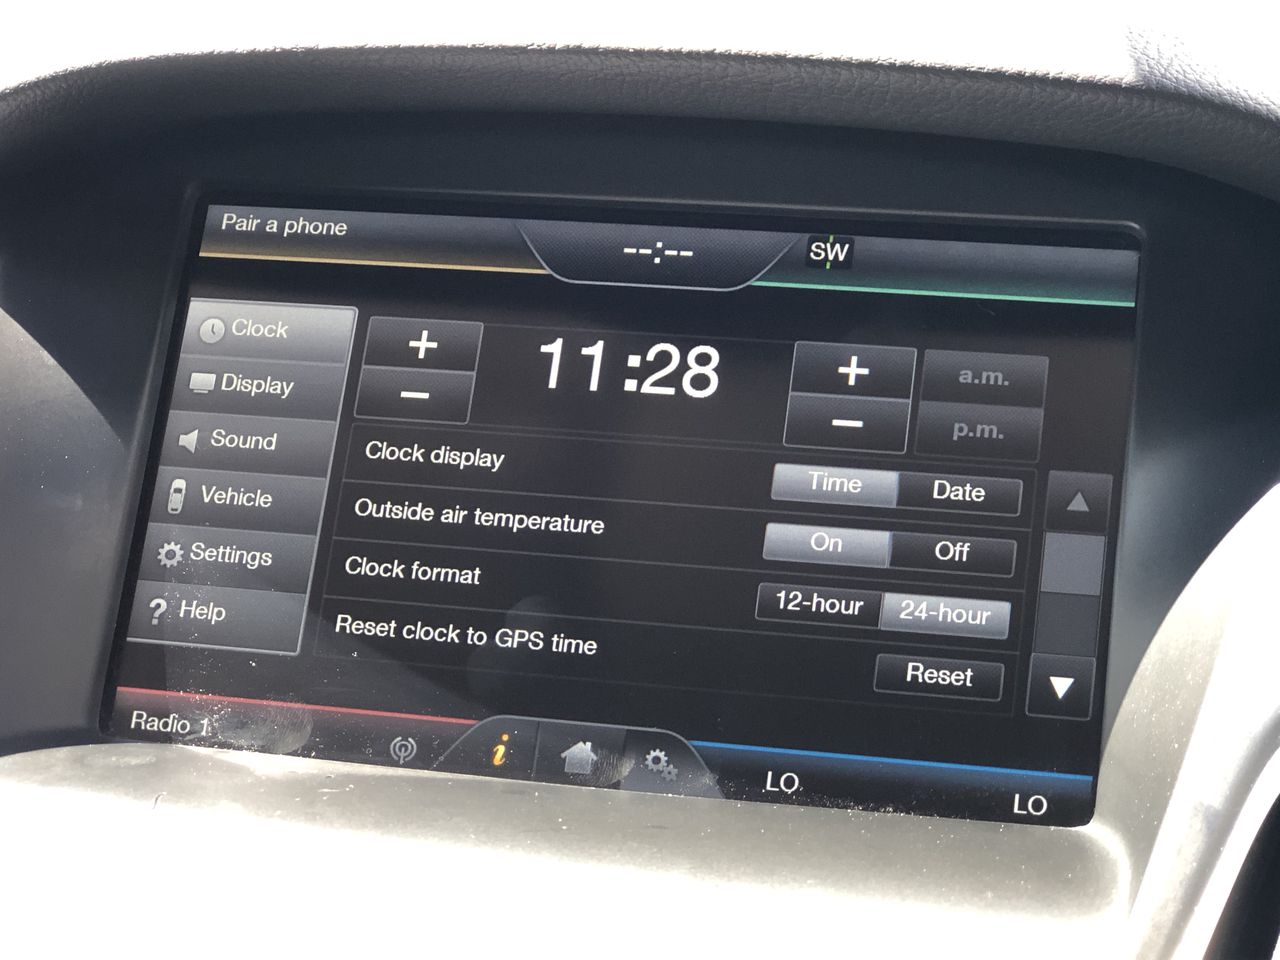 Pair a phone
--:--
SW
Clock
Display
Sound
Vehicle
Settings
? Help
+
-
11:28
+
-
a.m.
p.m.
Clock display
Time
Date
Outside air temperature
On
Off
Clock format
12-hour
24-hour
Reset clock to GPS time
Reset
Radio 1
i
LO
LO